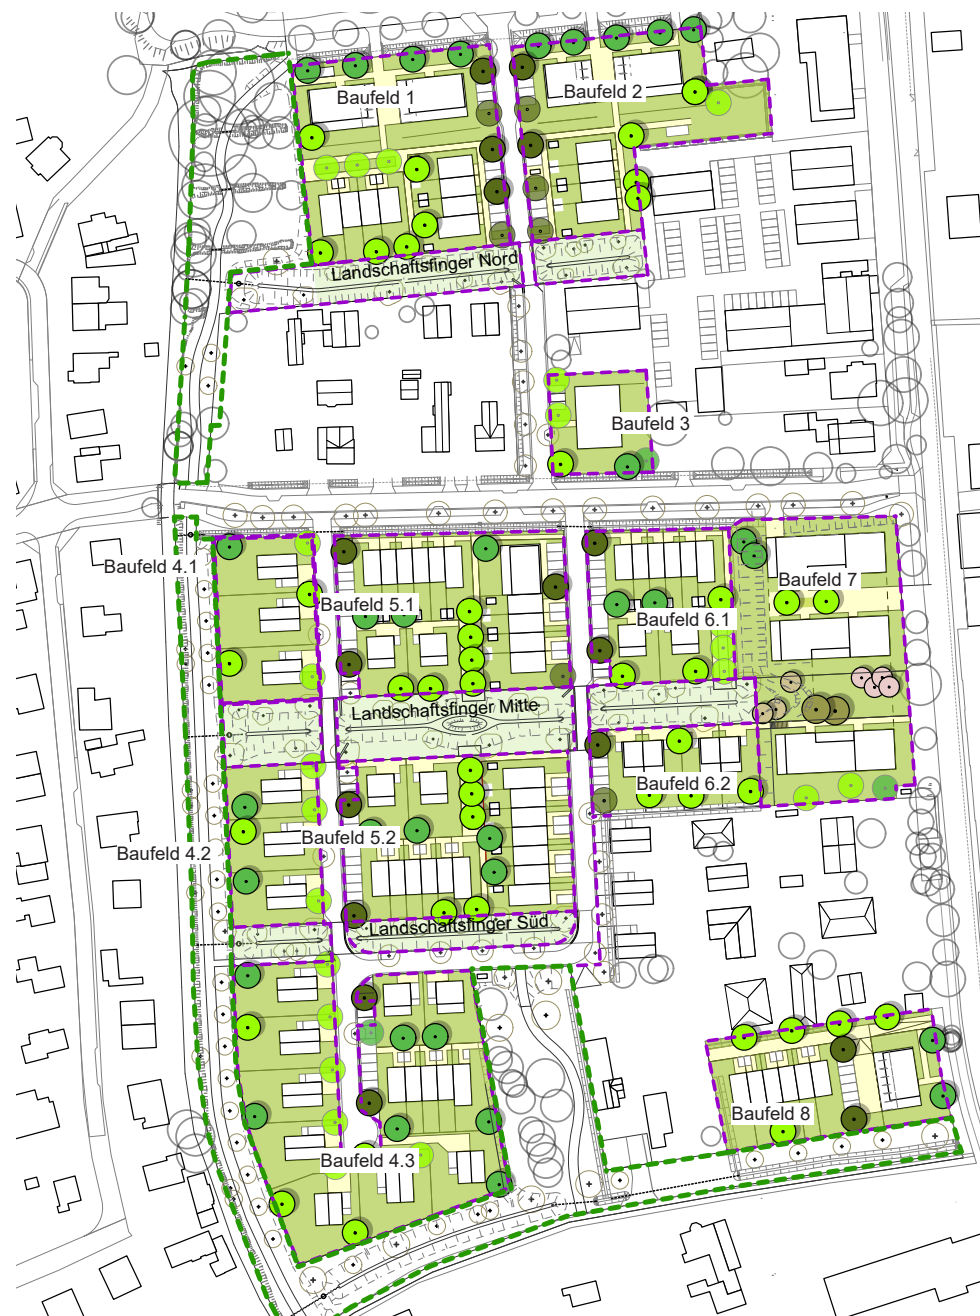 Baufeld 1
Baufeld 2
Landschaftsfinger Nord
Baufeld 3
Baufeld 4.1
Baufeld 7
Baufeld 5.1
Baufeld 6.1
Landschaftsfinger Mitte
Baufeld 6.2
Baufeld 5.2
Baufeld 4.2
Landschaftsfinger Süd
Baufeld 8
Baufeld 4.3